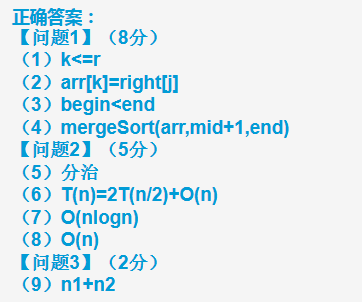 正确答案：
【问题1】（8分）
（1）k<=r
（2）arr[k]=right[j]
（3）begin<end
（4）mergeSort(arr,mid+1,end)
【问题2】（5分）
（5）分治
（6）T(n)=2T(n/2)+O(n)
（7）O(nlogn)
（8）O(n)
【问题3】（2分）
（9）n1+n2